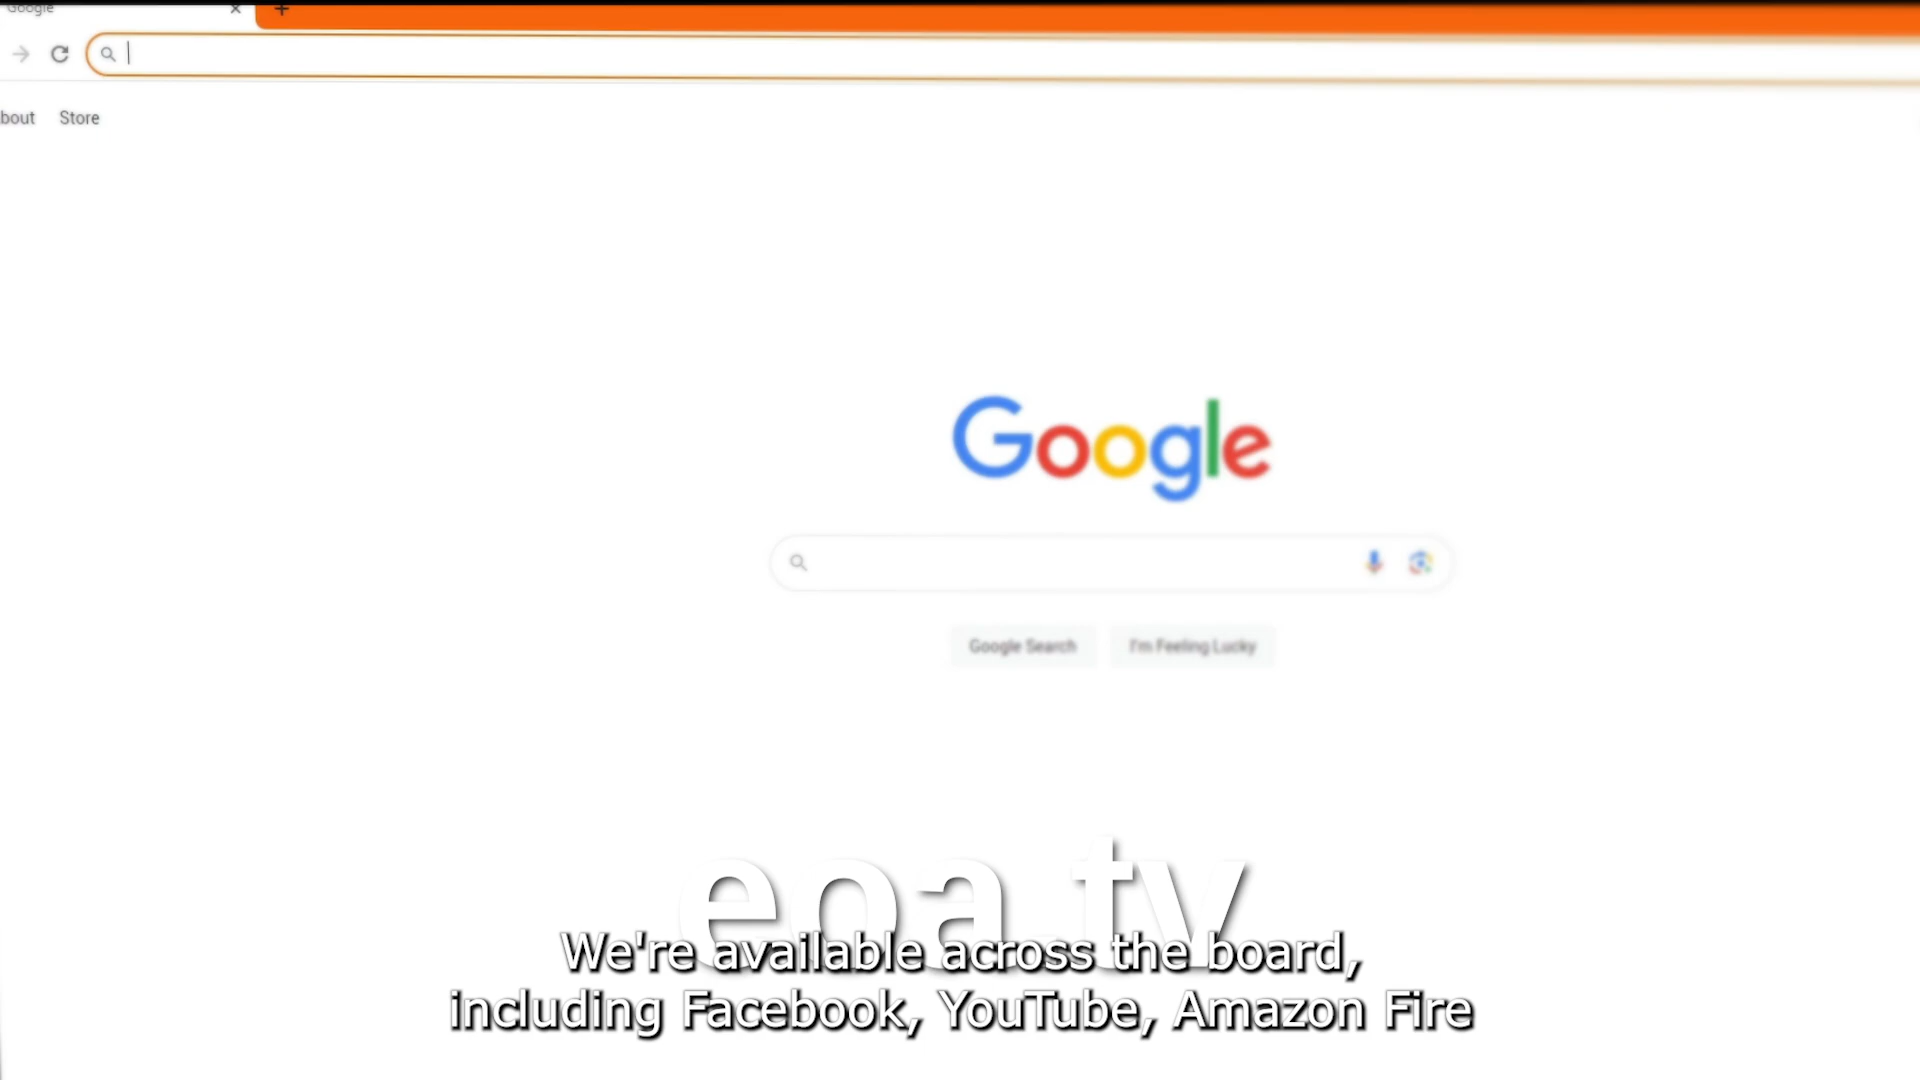 Google
bout Store
Google
Google Search I'm Feeling Lucky
eoa.tv
We're available across the board,
including Facebook, YouTube, Amazon Fire